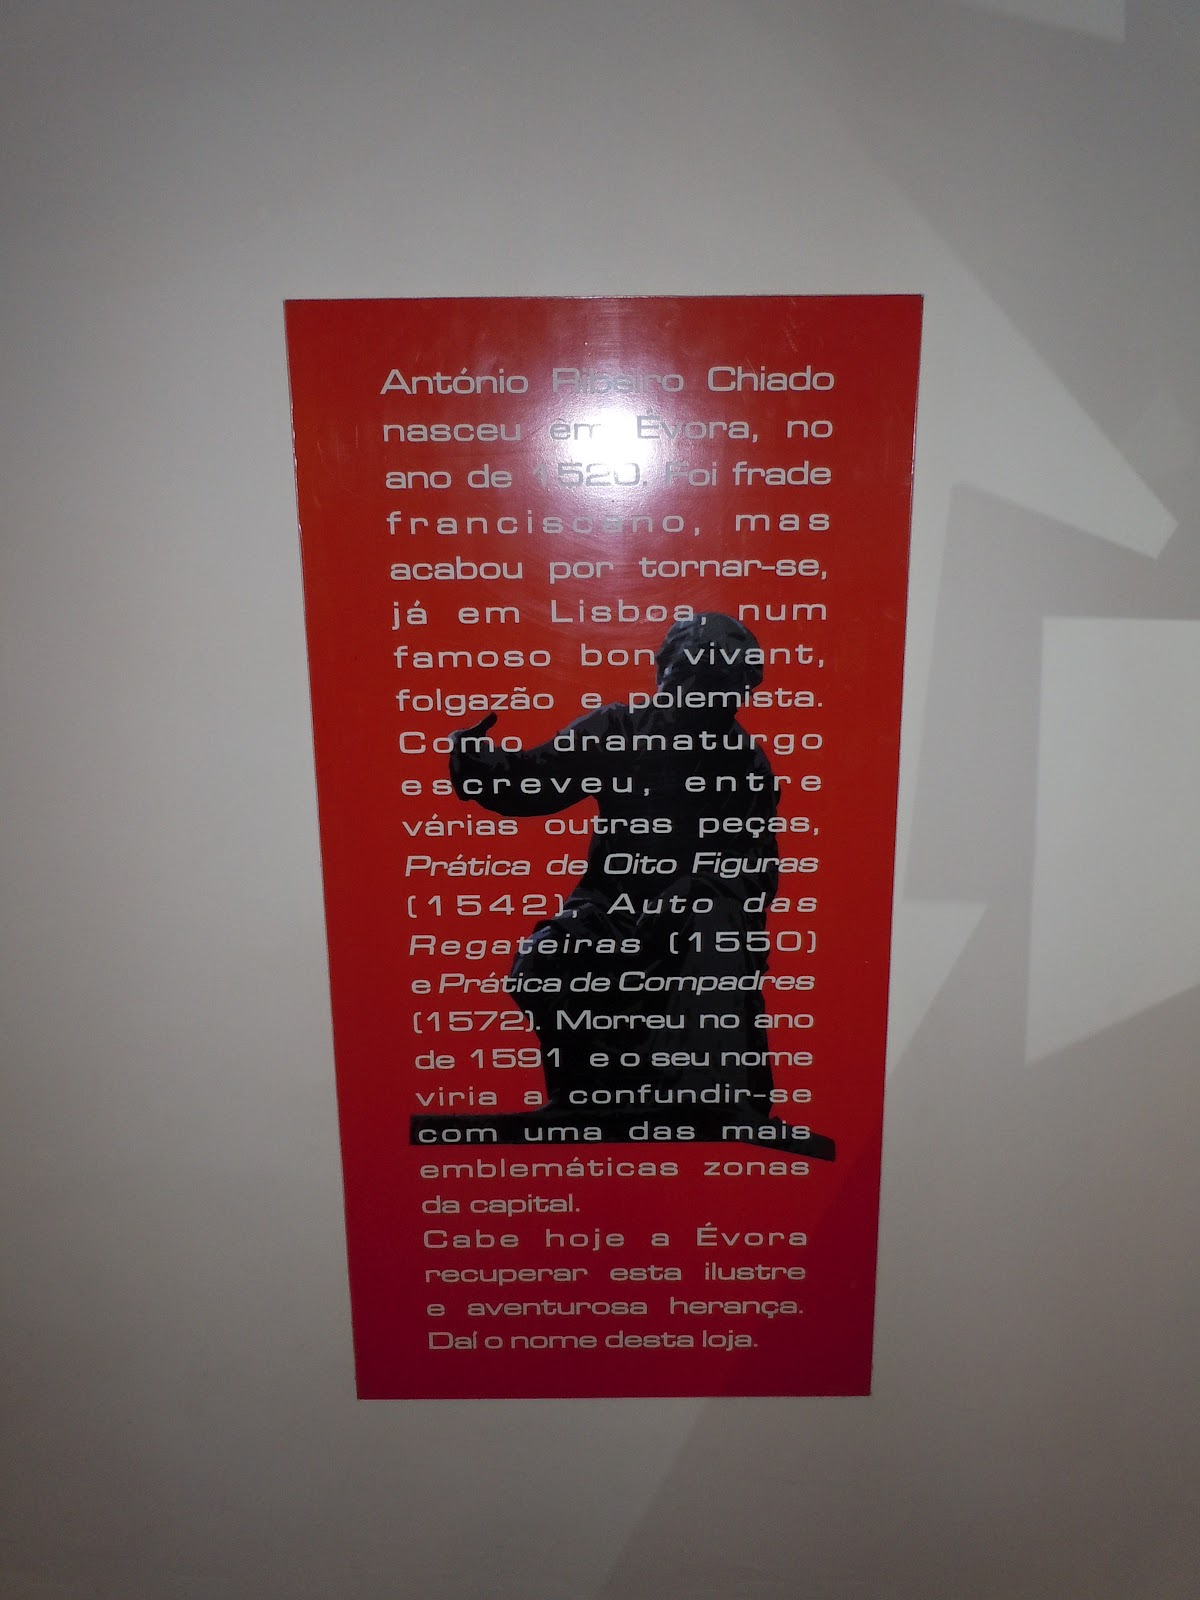 António Ribeiro Chiado
nasceu em Évora, no
ano de 1520. Foi frade
franciscano, mas
acabou por tornar-se,
já em Lisboa, num
famoso bon vivant,
folgazão e polemista.
Como dramaturgo
escreveu, entre
várias outras peças,
Prática de Oito Figuras
(1542), Auto das
Regateiras (1550)
e Prática de Compadres
(1572). Morreu no ano
de 1591 e o seu nome
viria a confundir-se
com uma das mais
emblemáticas zonas
da capital.
Cabe hoje a Évora
recuperar esta ilustre
e aventurosa herança.
Daí o nome desta loja.